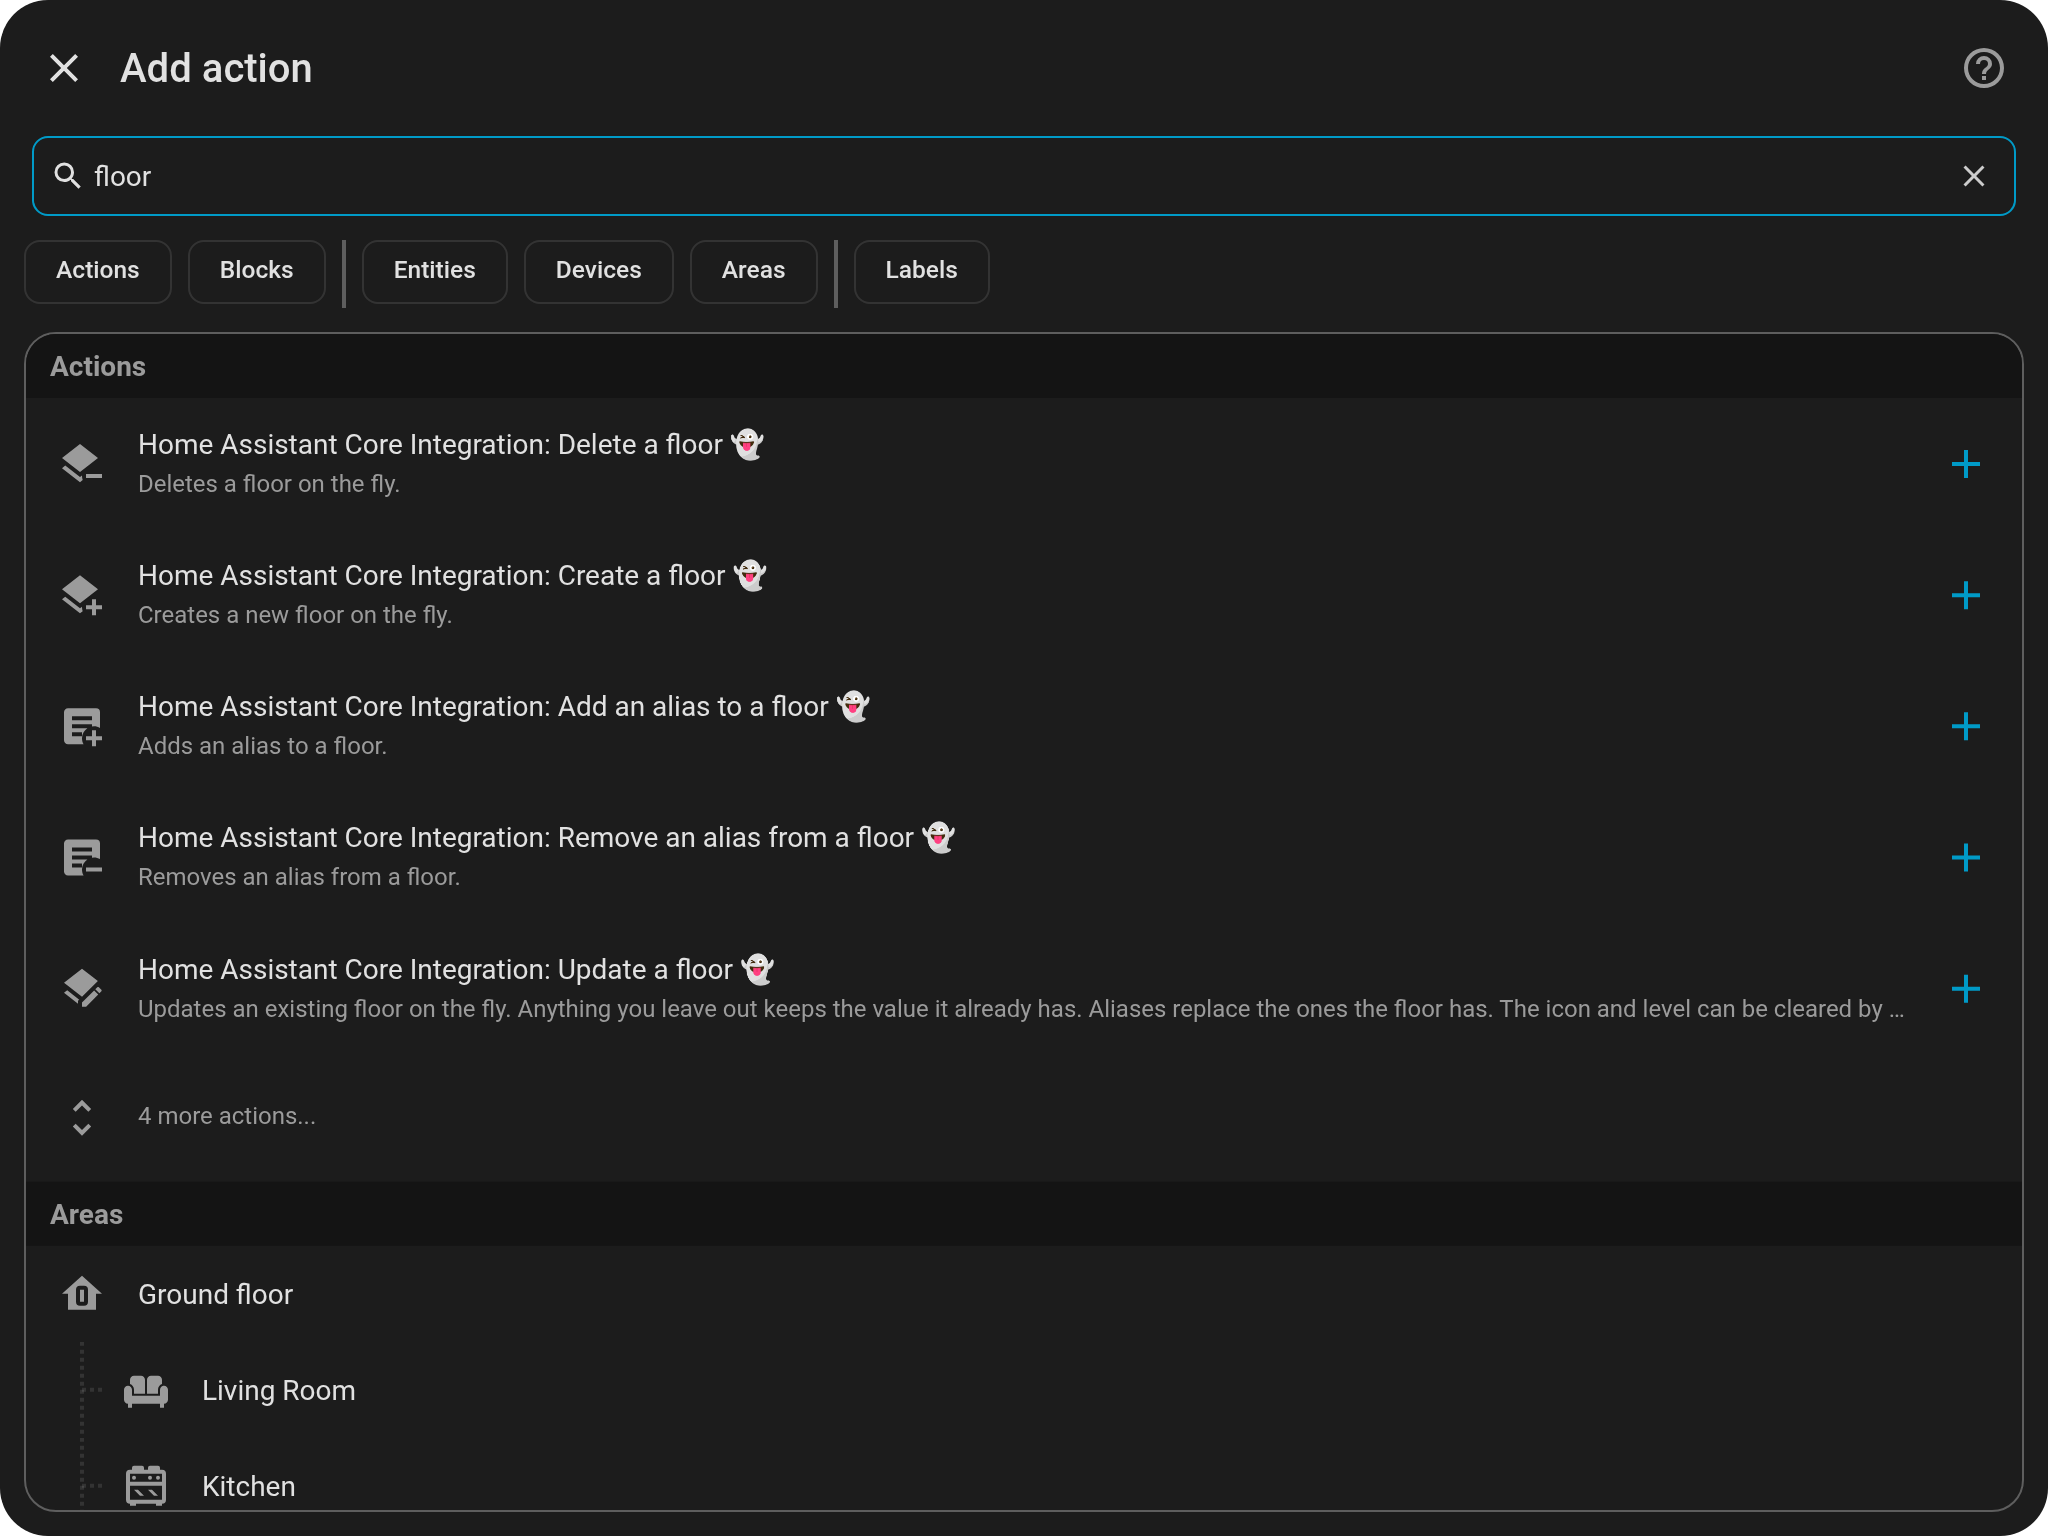 Add action
floor
Actions
Blocks
Entities
Devices
Areas
Labels
Actions
Home Assistant Core Integration: Delete a floor 👻
Deletes a floor on the fly.
Home Assistant Core Integration: Create a floor 👻
Creates a new floor on the fly.
Home Assistant Core Integration: Add an alias to a floor 👻
Adds an alias to a floor.
Home Assistant Core Integration: Remove an alias from a floor 👻
Removes an alias from a floor.
Home Assistant Core Integration: Update a floor 👻
Updates an existing floor on the fly. Anything you leave out keeps the value it already has. Aliases replace the ones the floor has. The icon and level can be cleared by ...
4 more actions...
Areas
Ground floor
Living Room
Kitchen